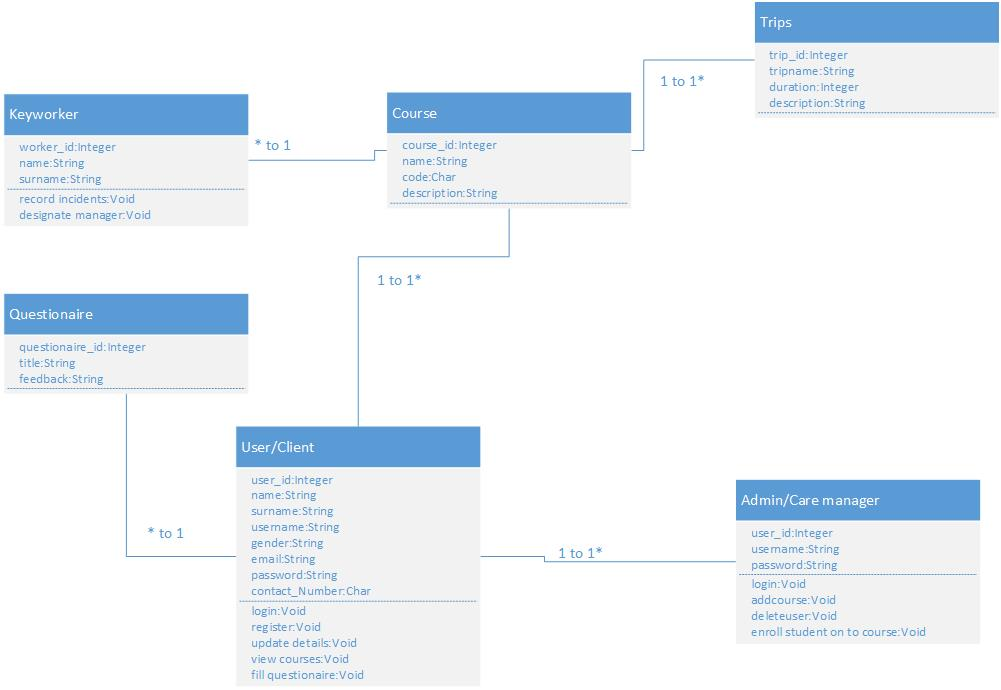 Trips
trip_id:Integer
tripname:String
duration:Integer
description:String
1 to 1*
Keyworker
worker_id:Integer
name:String
surname:String
record incidents:Void
designate manager:Void
* to 1
Course
course_id:Integer
name:String
code:Char
description:String
1 to 1*
Questionaire
questionaire_id:Integer
title:String
feedback:String
* to 1
User/Client
user_id:Integer
name:String
surname:String
username:String
gender:String
email:String
password:String
contact_Number:Char
login:Void
register:Void
update details:Void
view courses:Void
fill questionaire:Void
1 to 1*
Admin/Care manager
user_id:Integer
username:String
password:String
login:Void
addcourse:Void
deleteuser:Void
enroll student on to course:Void